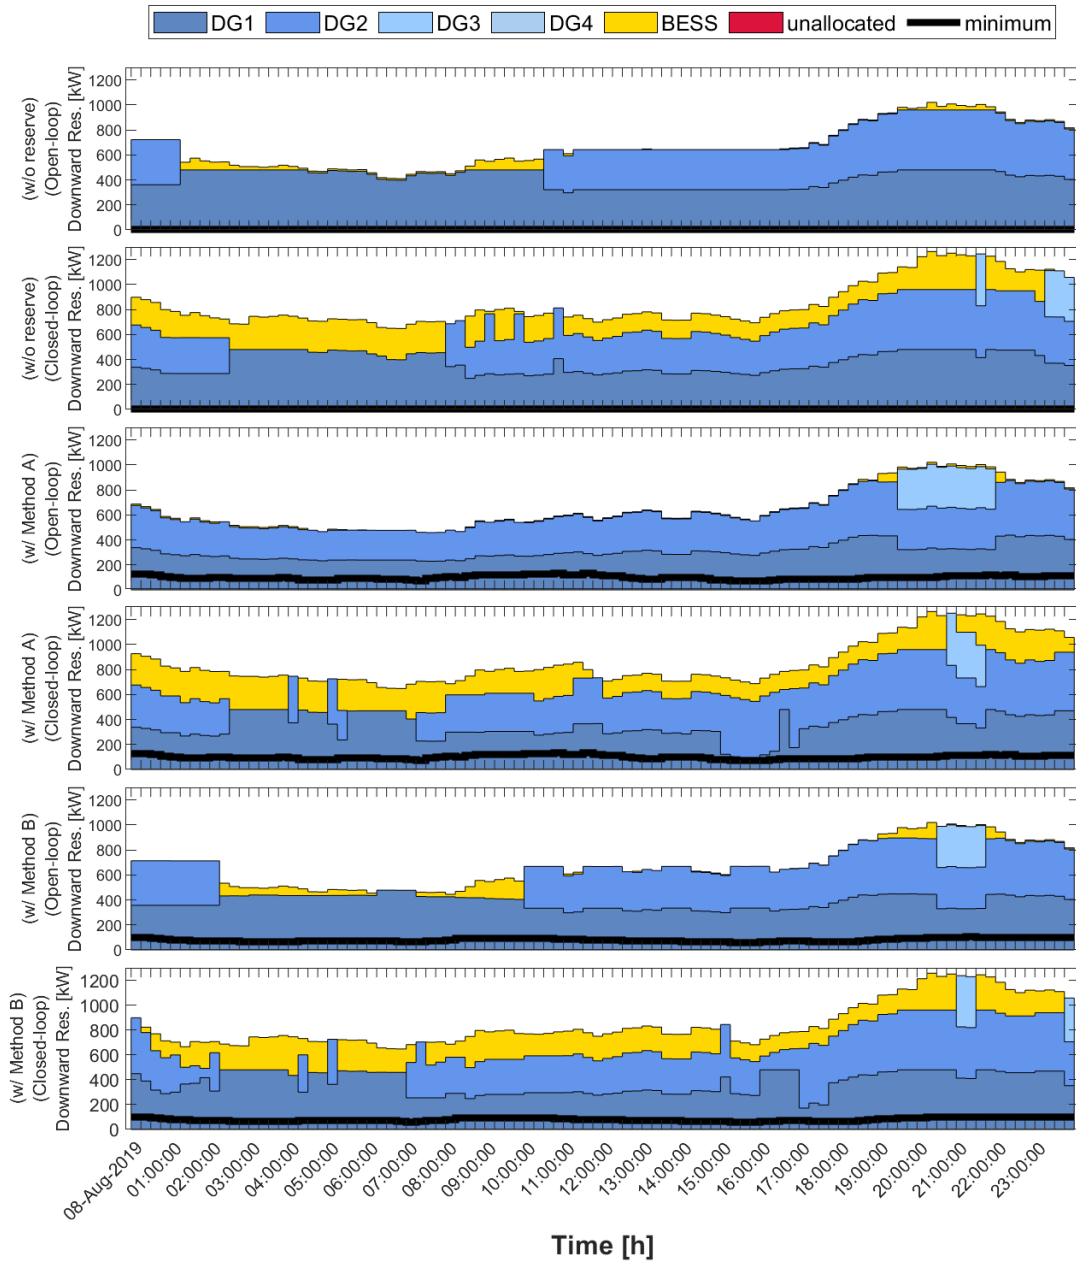 DG1 DG2 DG3 DG4 BESS unallocated minimum
(w/o reserve)
(Open-loop)
Downward Res. [kW]
1200
1000
800
600
400
200
0
(w/o reserve)
(Closed-loop)
Downward Res. [kW]
1200
1000
800
600
400
200
0
(w/ Method A)
(Open-loop)
Downward Res. [kW]
1200
1000
800
600
400
200
0
(w/ Method A)
(Closed-loop)
Downward Res. [kW]
1200
1000
800
600
400
200
0
(w/ Method B)
(Open-loop)
Downward Res. [kW]
1200
1000
800
600
400
200
0
(w/ Method B)
(Closed-loop)
Downward Res. [kW]
1200
1000
800
600
400
200
0
08-Aug-2019 01:00:00 02:00:00 03:00:00 04:00:00 05:00:00 06:00:00 07:00:00 08:00:00 09:00:00 10:00:00 11:00:00 12:00:00 13:00:00 14:00:00 15:00:00 16:00:00 17:00:00 18:00:00 19:00:00 20:00:00 21:00:00 22:00:00 23:00:00
Time [h]